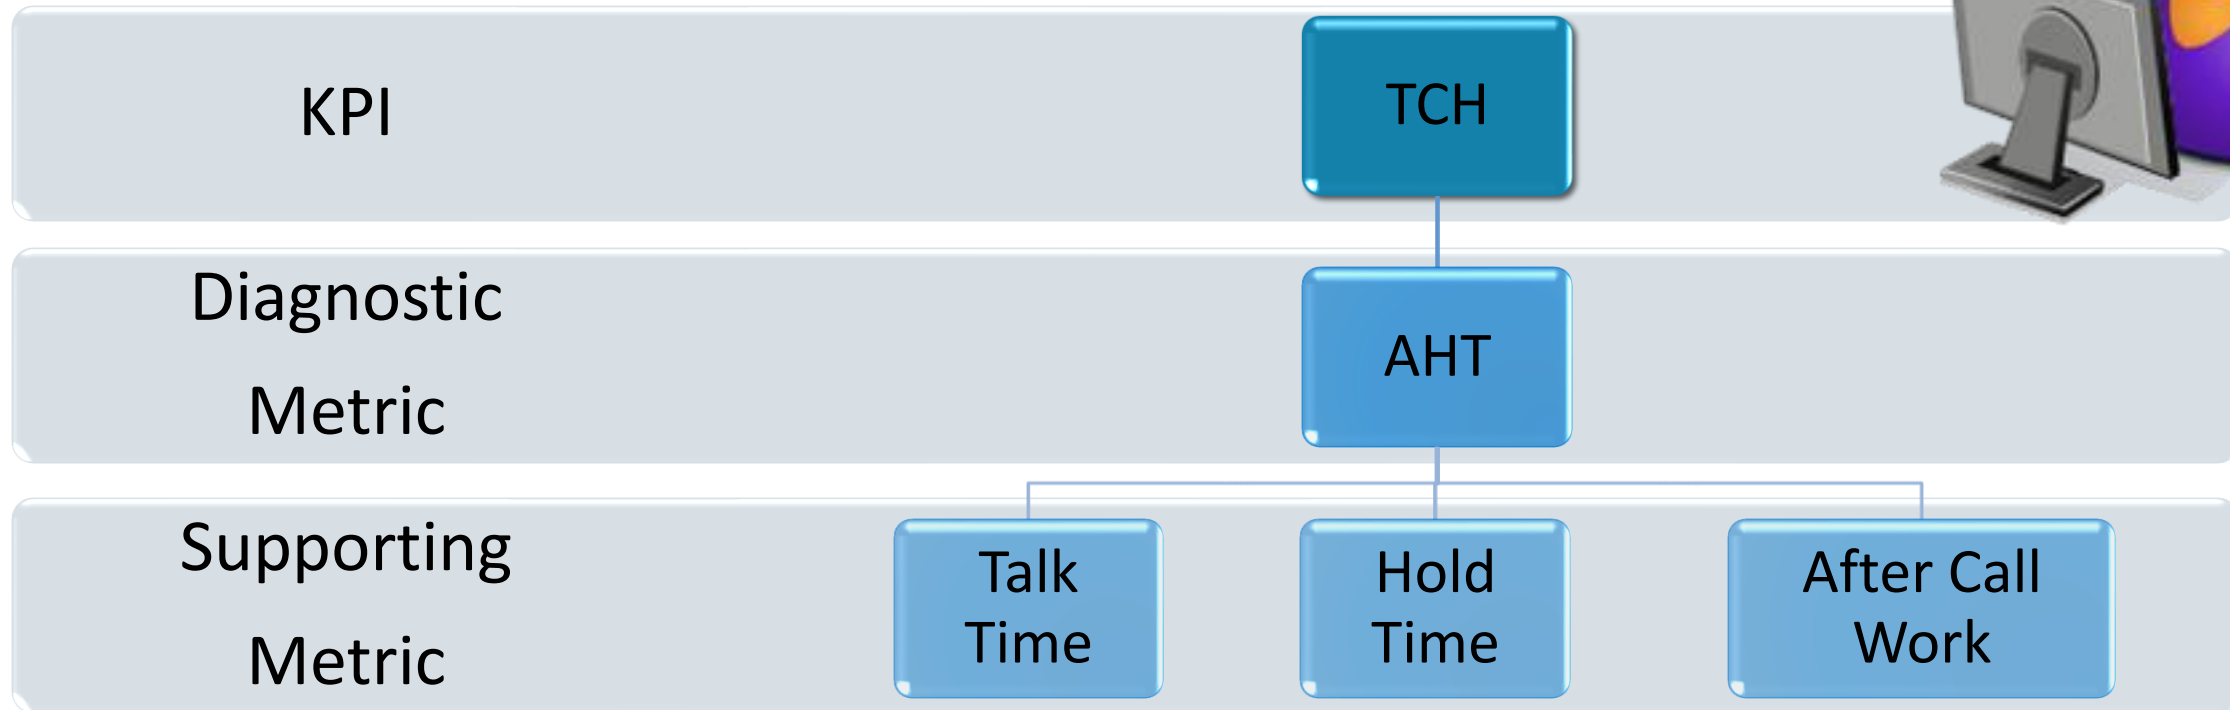 KPI
TCH
Diagnostic
Metric
AHT
Supporting
Metric
Talk
Time
Hold
Time
After Call
Work